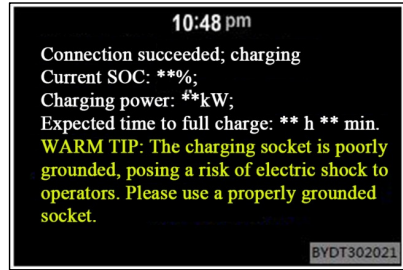 10:48 pm
Connection succeeded; charging
Current SOC: **%;
Charging power: **kW;
Expected time to full charge: ** h ** min.
WARM TIP: The charging socket is poorly
grounded, posing a risk of electric shock to
operators. Please use a properly grounded
socket.
BYDT302021